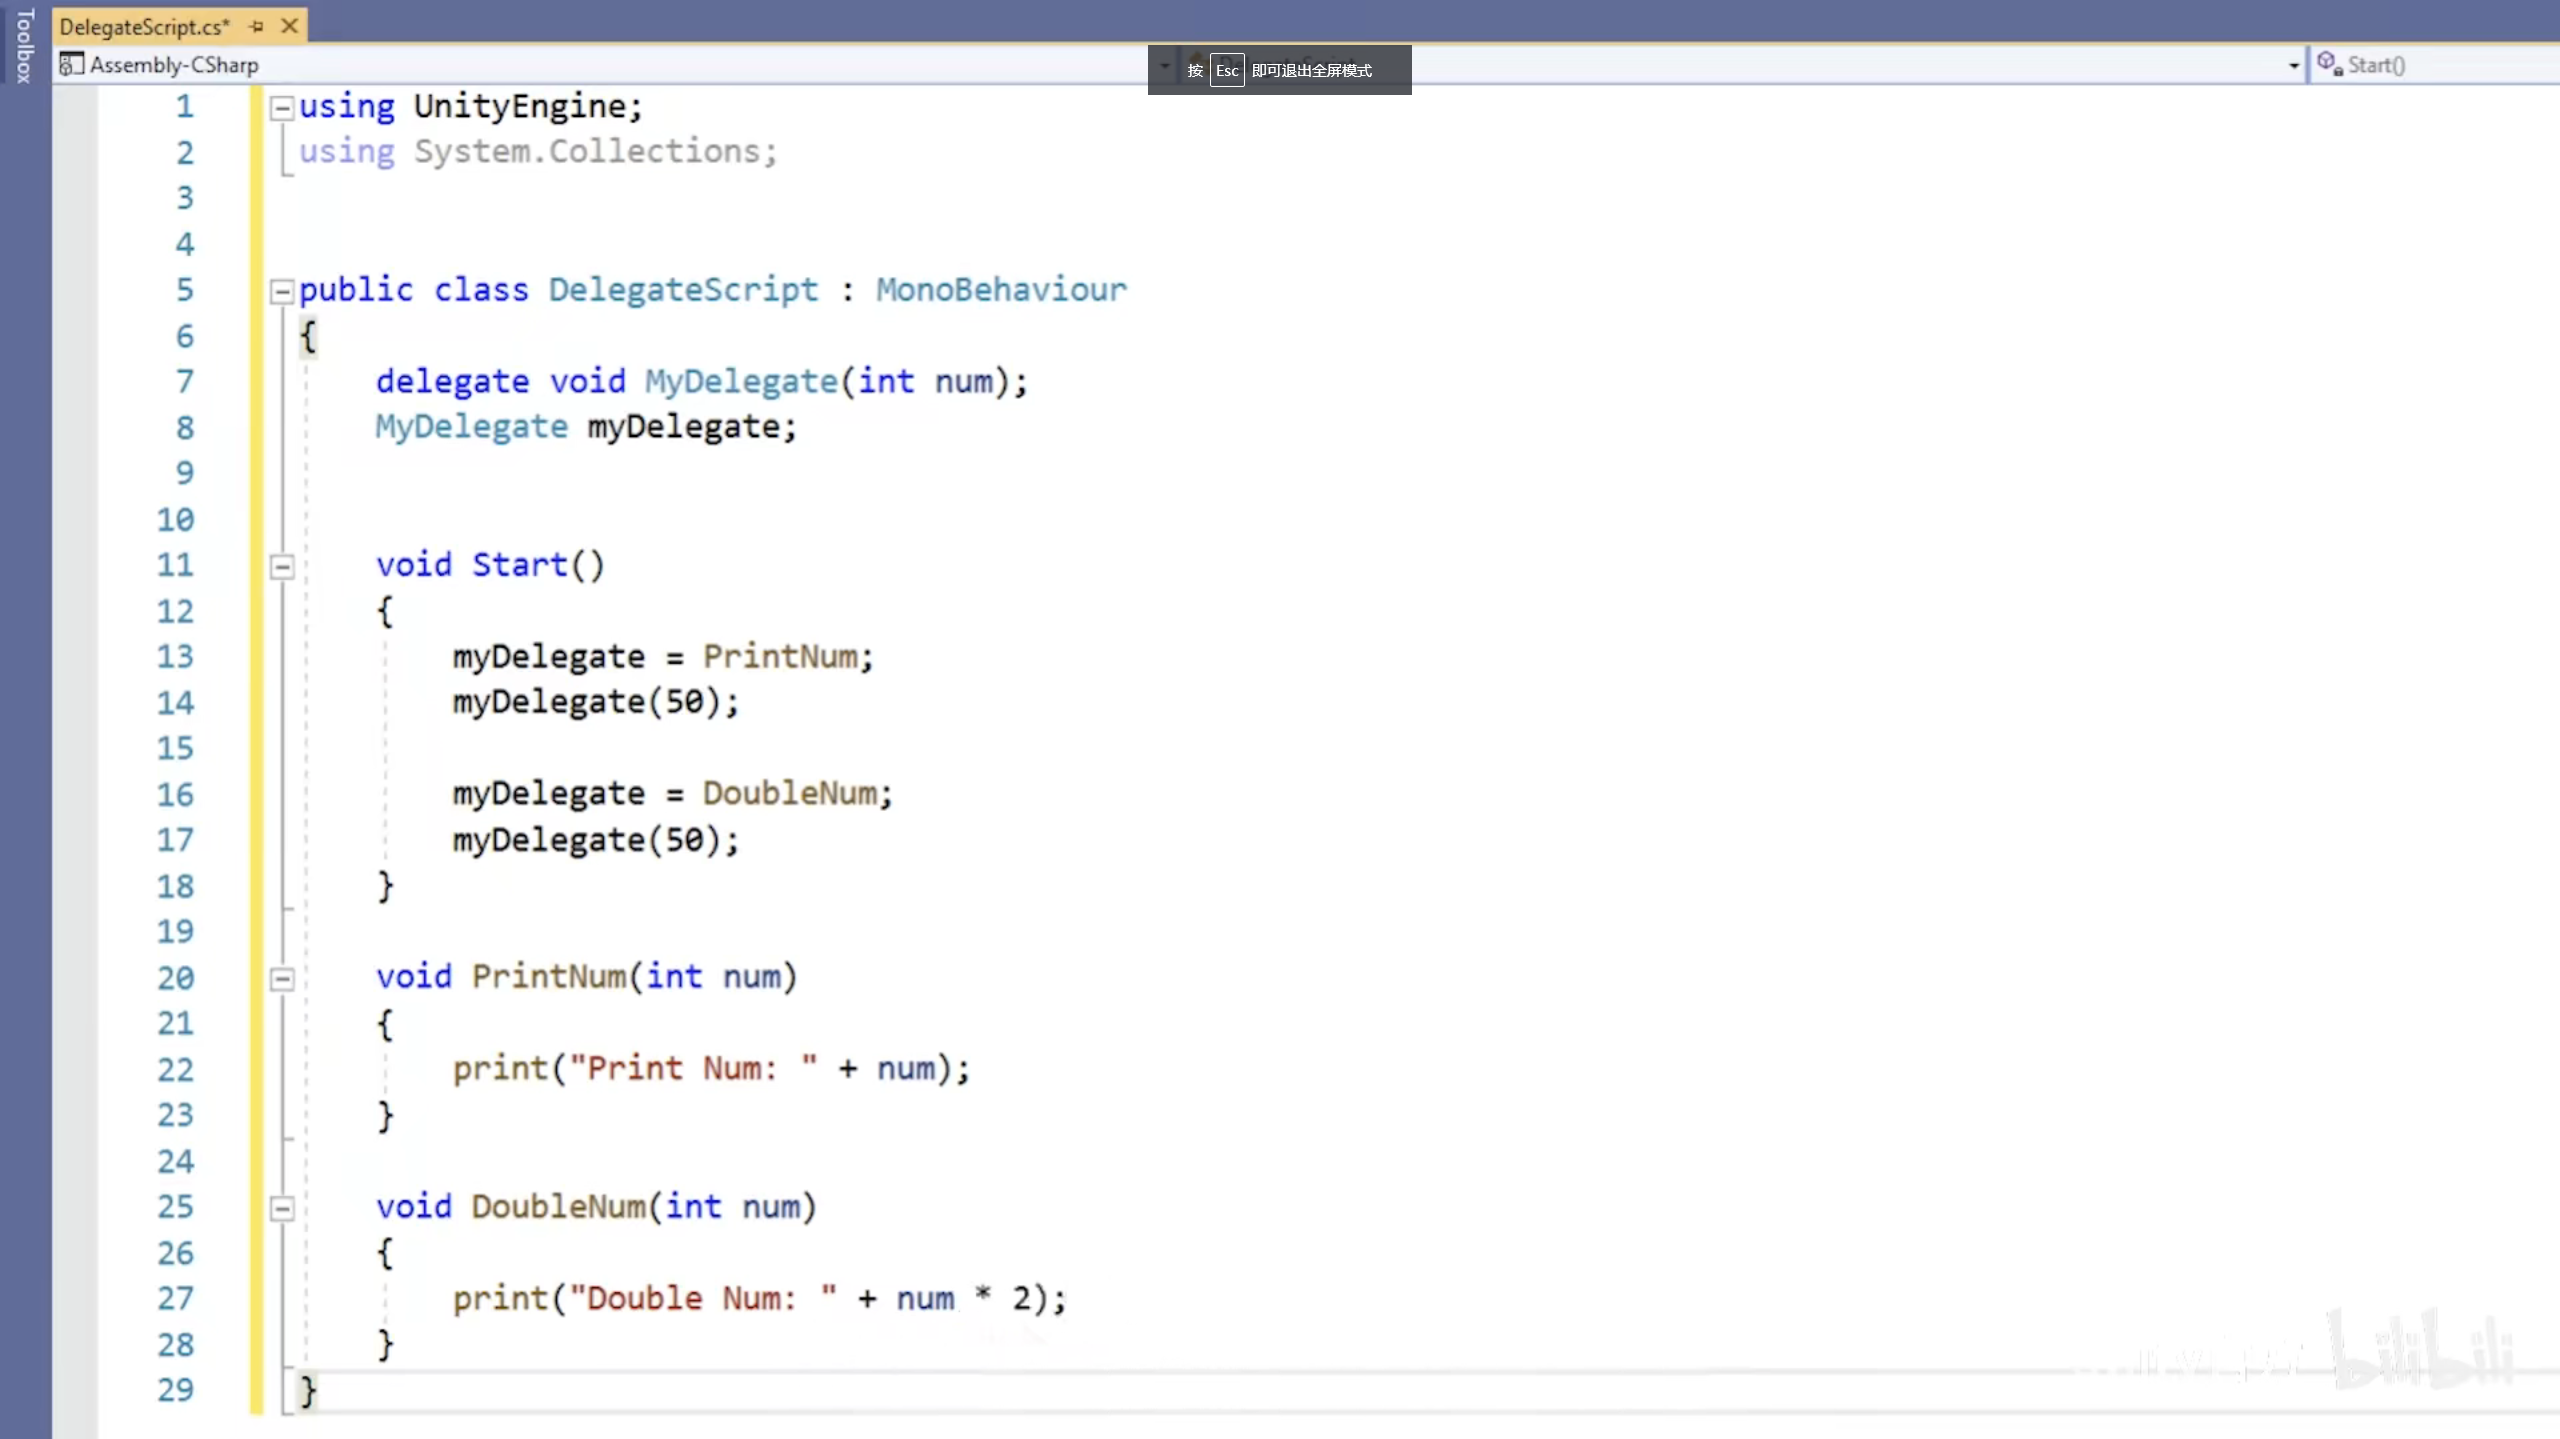 Toolbox
DelegateScript.cs*
Assembly-CSharp
按 Esc 即可退出全屏模式
Start()
1 using UnityEngine;
2 using System.Collections;
3
4
5 public class DelegateScript : MonoBehaviour
6 {
7 delegate void MyDelegate(int num);
8 MyDelegate myDelegate;
9
10
11 void Start()
12 {
13 myDelegate = PrintNum;
14 myDelegate(50);
15
16 myDelegate = DoubleNum;
17 myDelegate(50);
18 }
19
20 void PrintNum(int num)
21 {
22 print("Print Num: " + num);
23 }
24
25 void DoubleNum(int num)
26 {
27 print("Double Num: " + num * 2);
28 }
29 }
bilibili